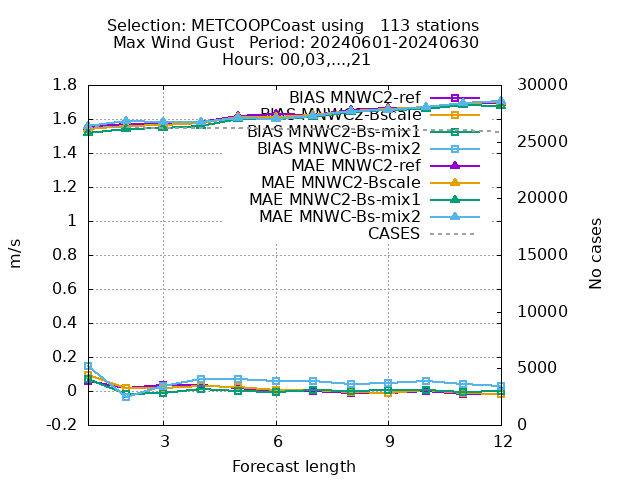 Selection: METCOOPCoast using   113 stations
Max Wind Gust   Period: 20240601-20240630
Hours: 00,03,...,21
1.8
1.6
1.4
1.2
1
0.8
0.6
0.4
0.2
0
-0.2
m/s
BIAS MNWC2-ref
BIAS MNWC2-Bscale
BIAS MNWC2-Bs-mix1
BIAS MNWC-Bs-mix2
MAE MNWC2-ref
MAE MNWC2-Bscale
MAE MNWC2-Bs-mix1
MAE MNWC-Bs-mix2
CASES
30000
25000
20000
15000
10000
5000
0
No cases
3 6 9 12
Forecast length